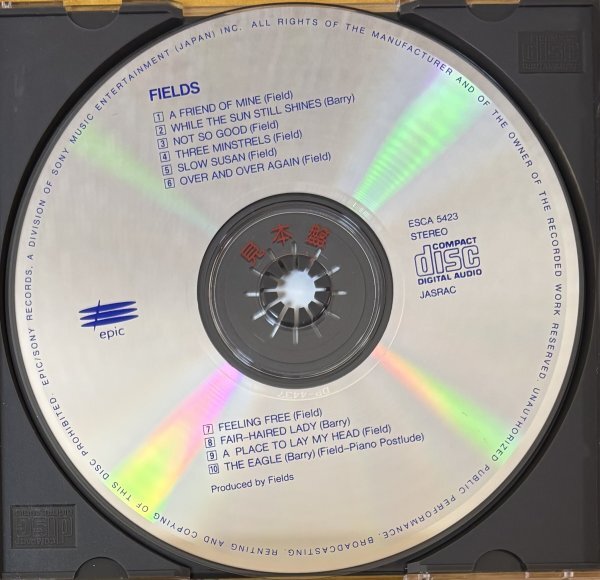 EPIC/SONY RECORDS, A DIVISION OF SONY MUSIC ENTERTAINMENT (JAPAN) INC. ALL RIGHTS OF THE MANUFACTURER AND OF THE OWNER OF THE RECORDED WORK RESERVED. UNAUTHORIZED PUBLIC PERFORMANCE, BROADCASTING, RENTING AND COPYING OF THIS DISC PROHIBITED.
FIELDS
1 A FRIEND OF MINE (Field)
2 WHILE THE SUN STILL SHINES (Barry)
3 NOT SO GOOD (Field)
4 THREE MINSTRELS (Field)
5 SLOW SUSAN (Field)
6 OVER AND OVER AGAIN (Field)
見本盤
ESCA 5423
STEREO
COMPACT
disc
DIGITAL AUDIO
JASRAC
epic
7 FEELING FREE (Field)
8 FAIR-HAIRED LADY (Barry)
9 A PLACE TO LAY MY HEAD (Field)
10 THE EAGLE (Barry) (Field-Piano Postlude)
Produced by Fields
disc